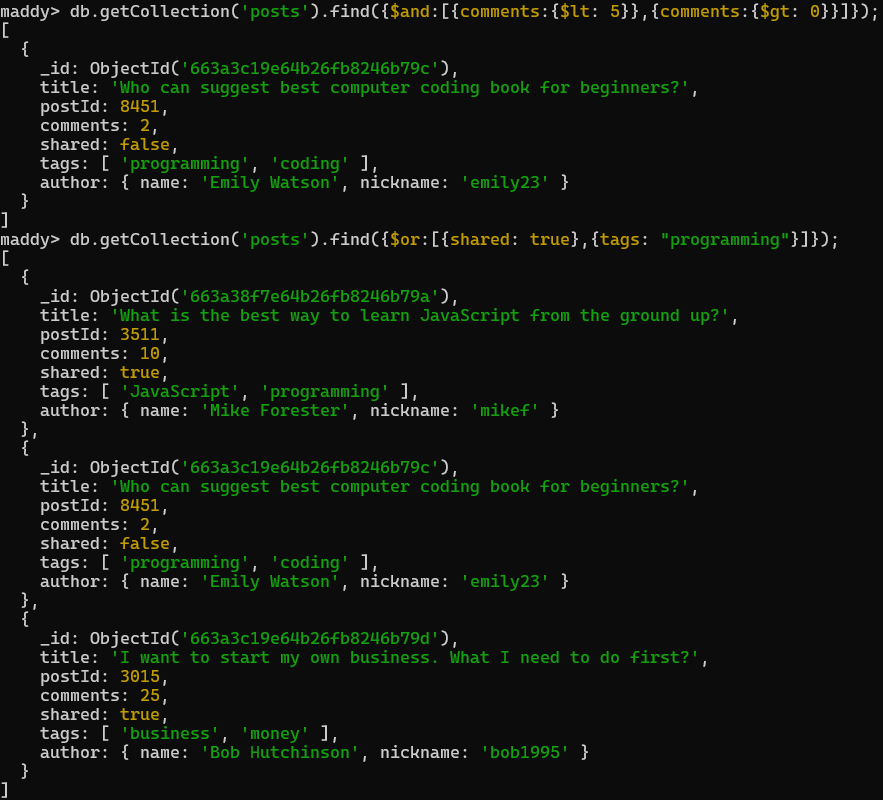 maddy> db.getCollection('posts').find({$and:[{comments:{$lt: 5}},{comments:{$gt: 0}}]});
[
  {
    _id: ObjectId('663a3c19e64b26fb8246b79c'),
    title: 'Who can suggest best computer coding book for beginners?',
    postId: 8451,
    comments: 2,
    shared: false,
    tags: [ 'programming', 'coding' ],
    author: { name: 'Emily Watson', nickname: 'emily23' }
  }
]
maddy> db.getCollection('posts').find({$or:[{shared: true},{tags: "programming"}]});
[
  {
    _id: ObjectId('663a38f7e64b26fb8246b79a'),
    title: 'What is the best way to learn JavaScript from the ground up?',
    postId: 3511,
    comments: 10,
    shared: true,
    tags: [ 'JavaScript', 'programming' ],
    author: { name: 'Mike Forester', nickname: 'mikef' }
  },
  {
    _id: ObjectId('663a3c19e64b26fb8246b79c'),
    title: 'Who can suggest best computer coding book for beginners?',
    postId: 8451,
    comments: 2,
    shared: false,
    tags: [ 'programming', 'coding' ],
    author: { name: 'Emily Watson', nickname: 'emily23' }
  },
  {
    _id: ObjectId('663a3c19e64b26fb8246b79d'),
    title: 'I want to start my own business. What I need to do first?',
    postId: 3015,
    comments: 25,
    shared: true,
    tags: [ 'business', 'money' ],
    author: { name: 'Bob Hutchinson', nickname: 'bob1995' }
  }
]